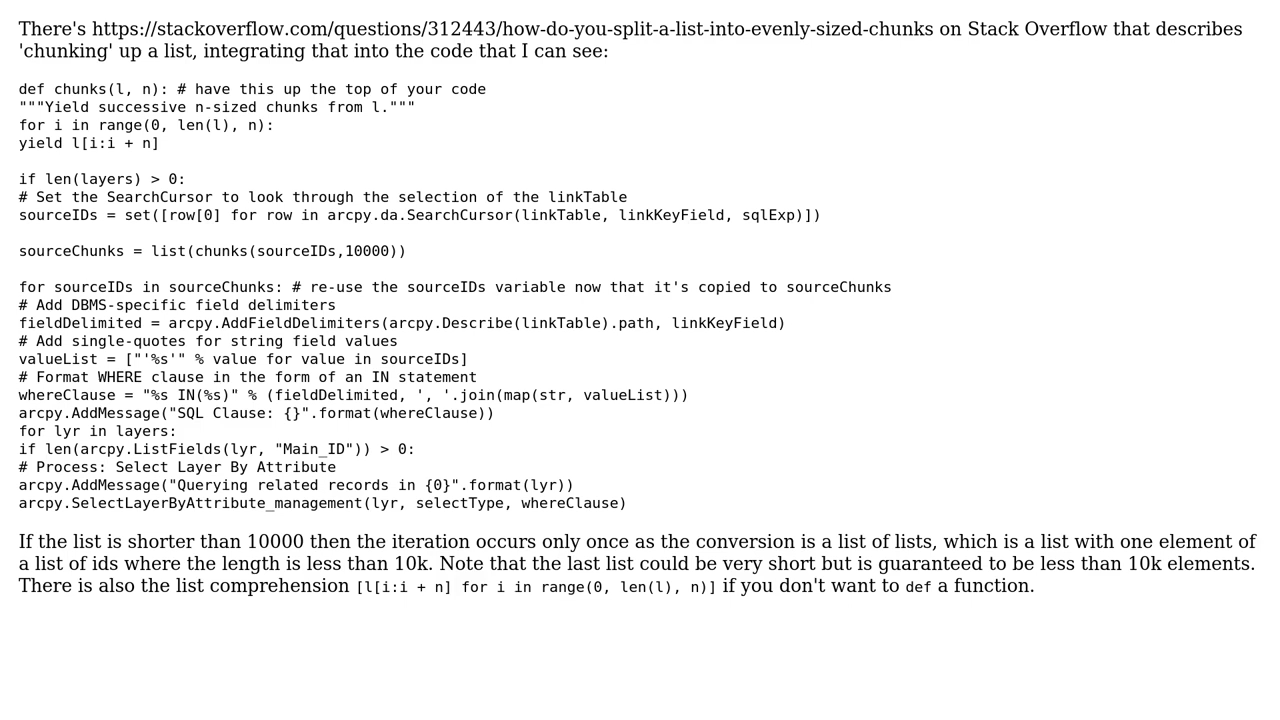 There's https://stackoverflow.com/questions/312443/how-do-you-split-a-list-into-evenly-sized-chunks on Stack Overflow that describes
'chunking' up a list, integrating that into the code that I can see:
def chunks(l, n): # have this up the top of your code
"""Yield successive n-sized chunks from l."""
for i in range(0, len(l), n):
yield l[i:i + n]
if len(layers) > 0:
# Set the SearchCursor to look through the selection of the linkTable
sourceIDs = set([row[0] for row in arcpy.da.SearchCursor(linkTable, linkKeyField, sqlExp)])
sourceChunks = list(chunks(sourceIDs,10000))
for sourceIDs in sourceChunks: # re-use the sourceIDs variable now that it's copied to sourceChunks
# Add DBMS-specific field delimiters
fieldDelimited = arcpy.AddFieldDelimiters(arcpy.Describe(linkTable).path, linkKeyField)
# Add single-quotes for string field values
valueList = ["'%s'" % value for value in sourceIDs]
# Format WHERE clause in the form of an IN statement
whereClause = "%s IN(%s)" % (fieldDelimited, ', '.join(map(str, valueList)))
arcpy.AddMessage("SQL Clause: {}".format(whereClause))
for lyr in layers:
if len(arcpy.ListFields(lyr, "Main_ID")) > 0:
# Process: Select Layer By Attribute
arcpy.AddMessage("Querying related records in {0}".format(lyr))
arcpy.SelectLayerByAttribute_management(lyr, selectType, whereClause)
If the list is shorter than 10000 then the iteration occurs only once as the conversion is a list of lists, which is a list with one element of
a list of ids where the length is less than 10k. Note that the last list could be very short but is guaranteed to be less than 10k elements.
There is also the list comprehension [l[i:i + n] for i in range(0, len(l), n)] if you don't want to def a function.